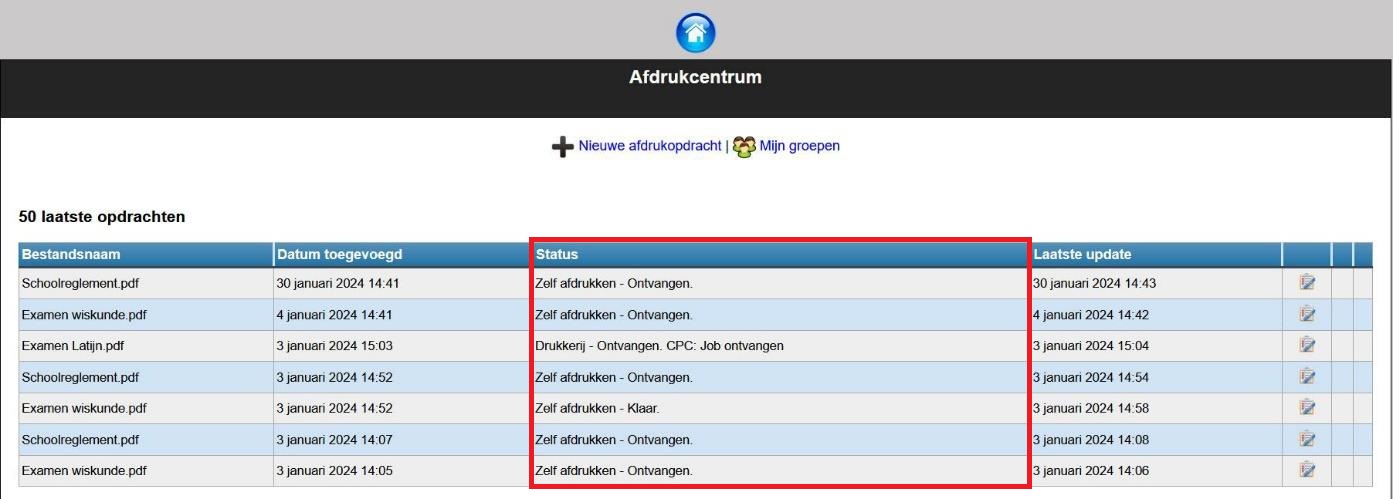 Afdrukcentrum
Nieuwe afdrukopdracht | Mijn groepen
50 laatste opdrachten
Bestandsnaam Datum toegevoegd Status Laatste update
Schoolreglement.pdf 30 januari 2024 14:41 Zelf afdrukken - Ontvangen. 30 januari 2024 14:43
Examen wiskunde.pdf 4 januari 2024 14:41 Zelf afdrukken - Ontvangen. 4 januari 2024 14:42
Examen Latijn.pdf 3 januari 2024 15:03 Drukkerij - Ontvangen. CPC: Job ontvangen 3 januari 2024 15:04
Schoolreglement.pdf 3 januari 2024 14:52 Zelf afdrukken - Ontvangen. 3 januari 2024 14:54
Examen wiskunde.pdf 3 januari 2024 14:52 Zelf afdrukken - Klaar. 3 januari 2024 14:58
Schoolreglement.pdf 3 januari 2024 14:07 Zelf afdrukken - Ontvangen. 3 januari 2024 14:08
Examen wiskunde.pdf 3 januari 2024 14:05 Zelf afdrukken - Ontvangen. 3 januari 2024 14:06